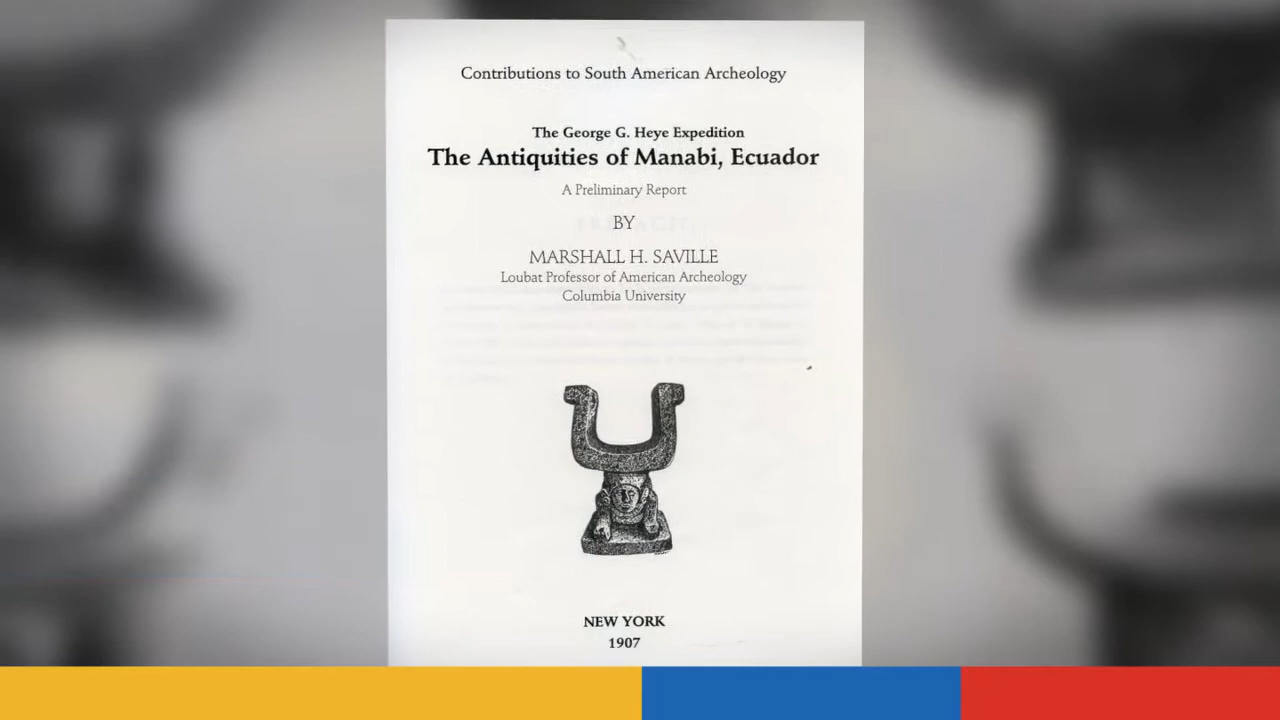 Contributions to South American Archeology
The George G. Heye Expedition
The Antiquities of Manabi, Ecuador
A Preliminary Report
BY
MARSHALL H. SAVILLE
Loubat Professor of American Archeology
Columbia University
NEW YORK
1907